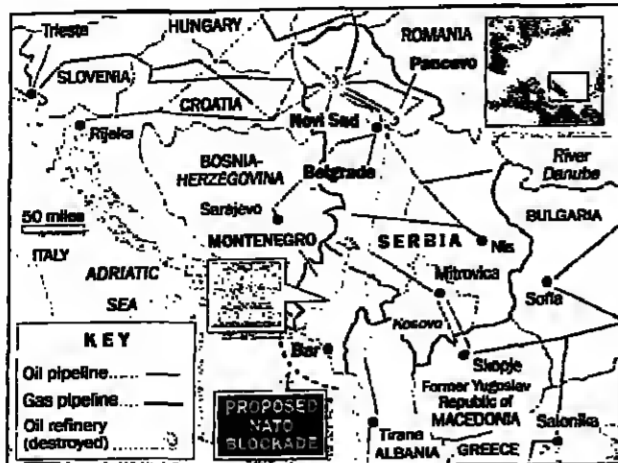 HUNGARY
Trieste
ROMANIA
Pancevo
SLOVENIA
CROATIA
Novi Sad
Rijeka
BOSNIA-
HERZEGOVINA
Belgrade
River
Danube
50 miles
Sarajevo
BULGARIA
ITALY
MONTENEGRO
SERBIA
Nis
ADRIATIC
SEA
Mitrovica
Sofia
Kosovo
KEY
Oil pipeline
Gas pipeline
Oil refinery
(destroyed)
Bar
Skopje
PROPOSED
NATO
BLOCKADE
Former Yugoslav
Republic of
MACEDONIA
Tirana
ALBANIA
Salonika
GREECE